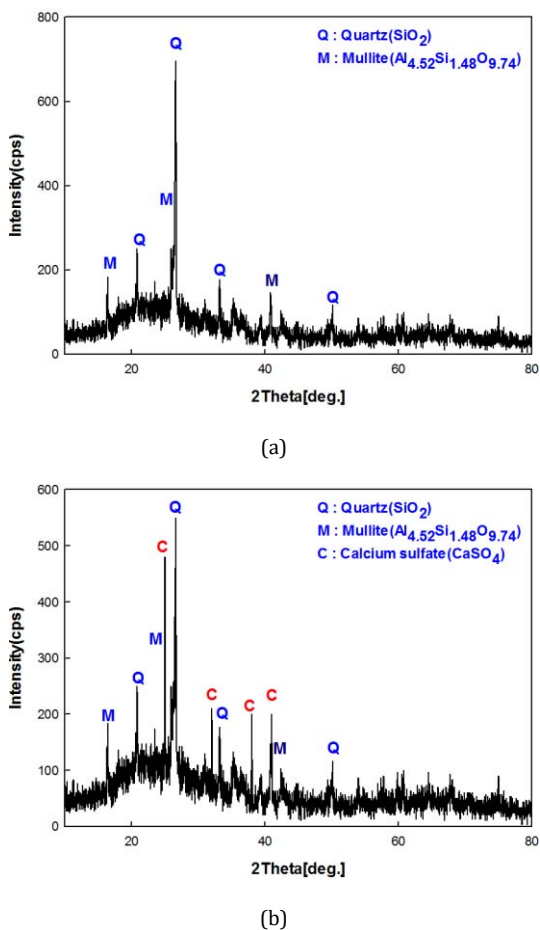 800
600
400
200
0
Intensity(cps)
Q : Quartz(SiO2)
M : Mullite(Al4.52Si1.48O9.74)
Q
M
M
Q
Q
M
Q
20
40
60
80
2Theta[deg.]
(a)
600
500
400
300
200
100
0
Intensity(cps)
Q : Quartz(SiO2)
M : Mullite(Al4.52Si1.48O9.74)
C : Calcium sulfate(CaSO4)
Q
C
M
Q
M
C
Q
C
C
M
Q
20
40
60
80
2Theta[deg.]
(b)